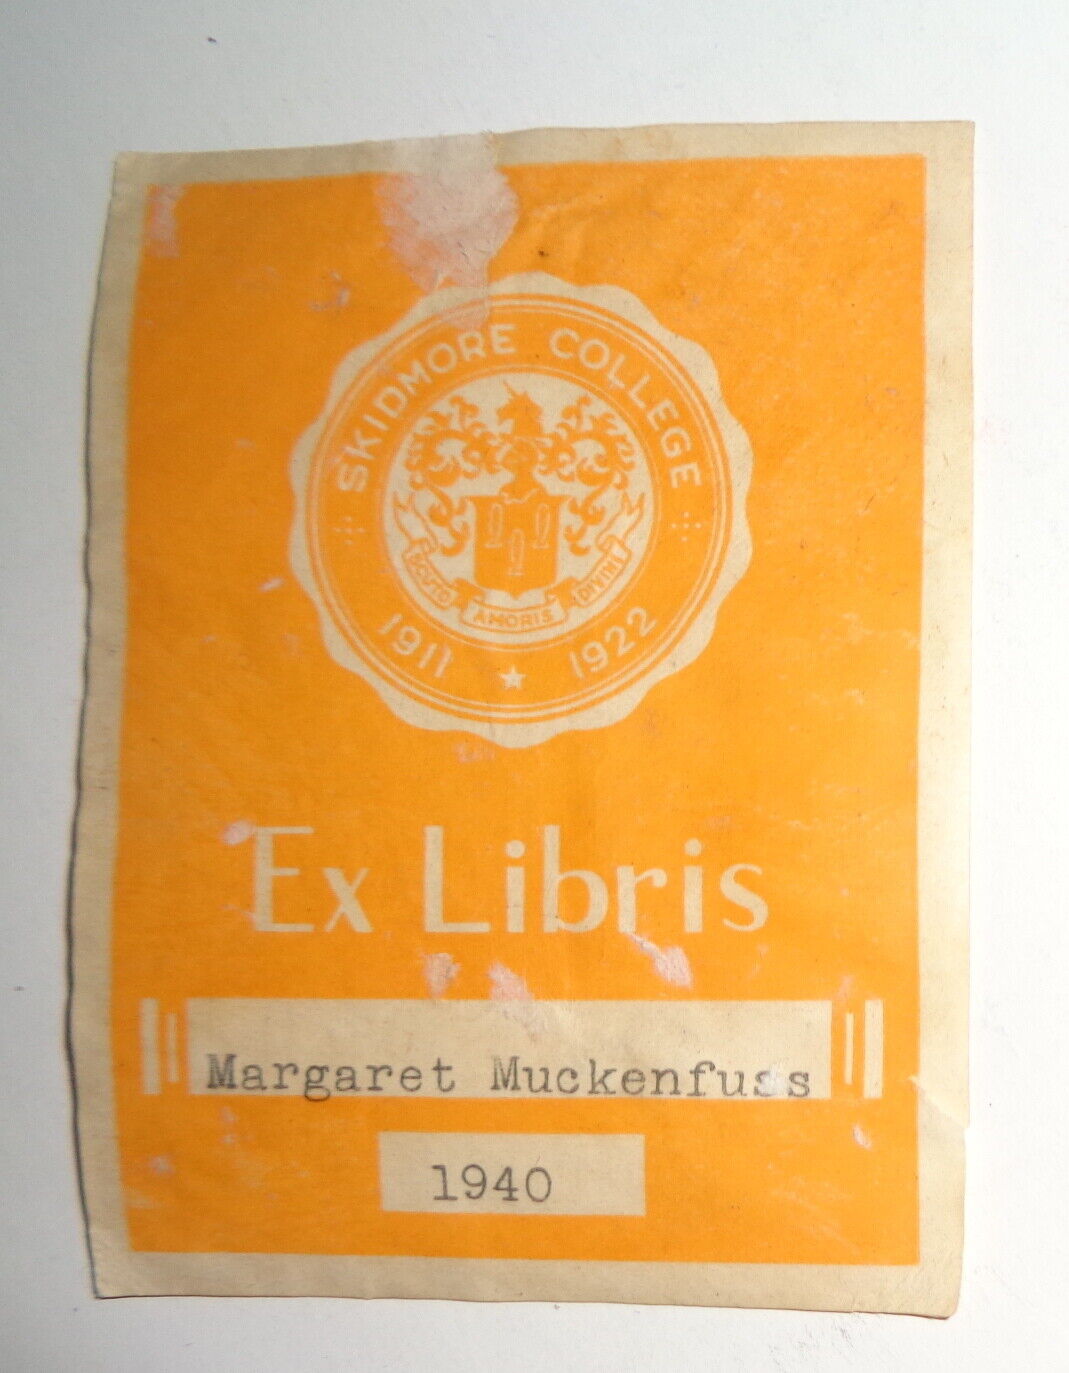 SKIDMORE COLLEGE
SCUTO AMORIS DIVINI
1911 1922
Ex Libris
Margaret Muckenfuss
1940